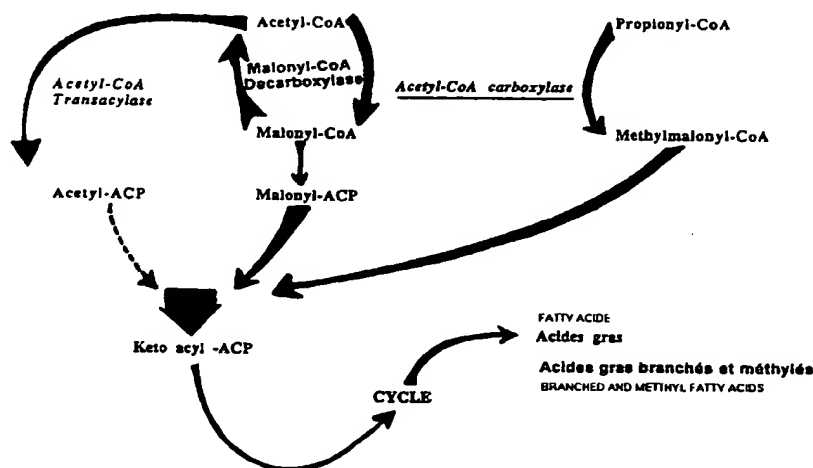 Acetyl-CoA
Propionyl-CoA
Malonyl-CoA
Decarboxylase
Acetyl-CoA
Transacylase
Acetyl-CoA carboxylase
Malonyl-CoA
Methylmalonyl-CoA
Acetyl-ACP
Malonyl-ACP
Keto acyl -ACP
FATTY ACIDE
Acides gras
Acides gras branchés et méthylés
BRANCHED AND METHYL FATTY ACIDS
CYCLE